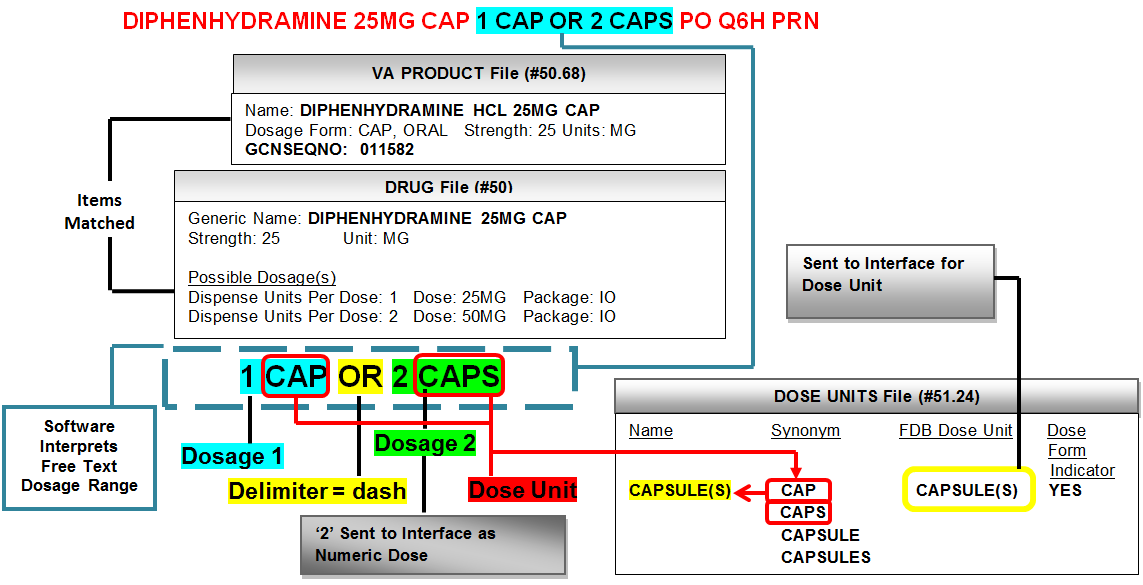 DIPHENHYDRAMINE 25MG CAP 1 CAP OR 2 CAPS PO Q6H PRN
VA PRODUCT File (#50.68)
Name: DIPHENHYDRAMINE HCL 25MG CAP
Dosage Form: CAP, ORAL Strength: 25 Units: MG
GCNSEQNO: 011582
Items
Matched
DRUG File (#50)
Generic Name: DIPHENHYDRAMINE 25MG CAP
Strength: 25 Unit: MG
Possible Dosage(s)
Dispense Units Per Dose: 1 Dose: 25MG Package: IO
Dispense Units Per Dose: 2 Dose: 50MG Package: IO
Sent to Interface for
Dose Unit
1 CAP OR 2 CAPS
Software
Interprets
Free Text
Dosage Range
Dosage 1
Delimiter = dash
Dosage 2
Dose Unit
‘2’ Sent to Interface as
Numeric Dose
DOSE UNITS File (#51.24)
Name Synonym FDB Dose Unit Dose
Form
Indicator
CAPSULE(S) CAP CAPSULE(S) YES
CAPS
CAPSULE
CAPSULES